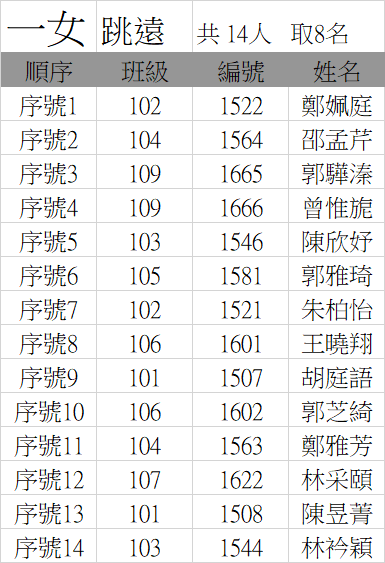 一女 跳遠 共 14人 取8名
順序 班級 編號 姓名
序號1 102 1522 鄭姵庭
序號2 104 1564 邵孟芹
序號3 109 1665 郭驊溱
序號4 109 1666 曾惟旎
序號5 103 1546 陳欣妤
序號6 105 1581 郭雅琦
序號7 102 1521 朱柏怡
序號8 106 1601 王曉翔
序號9 101 1507 胡庭語
序號10 106 1602 郭芝綺
序號11 104 1563 鄭雅芳
序號12 107 1622 林采頤
序號13 101 1508 陳昱菁
序號14 103 1544 林衿穎